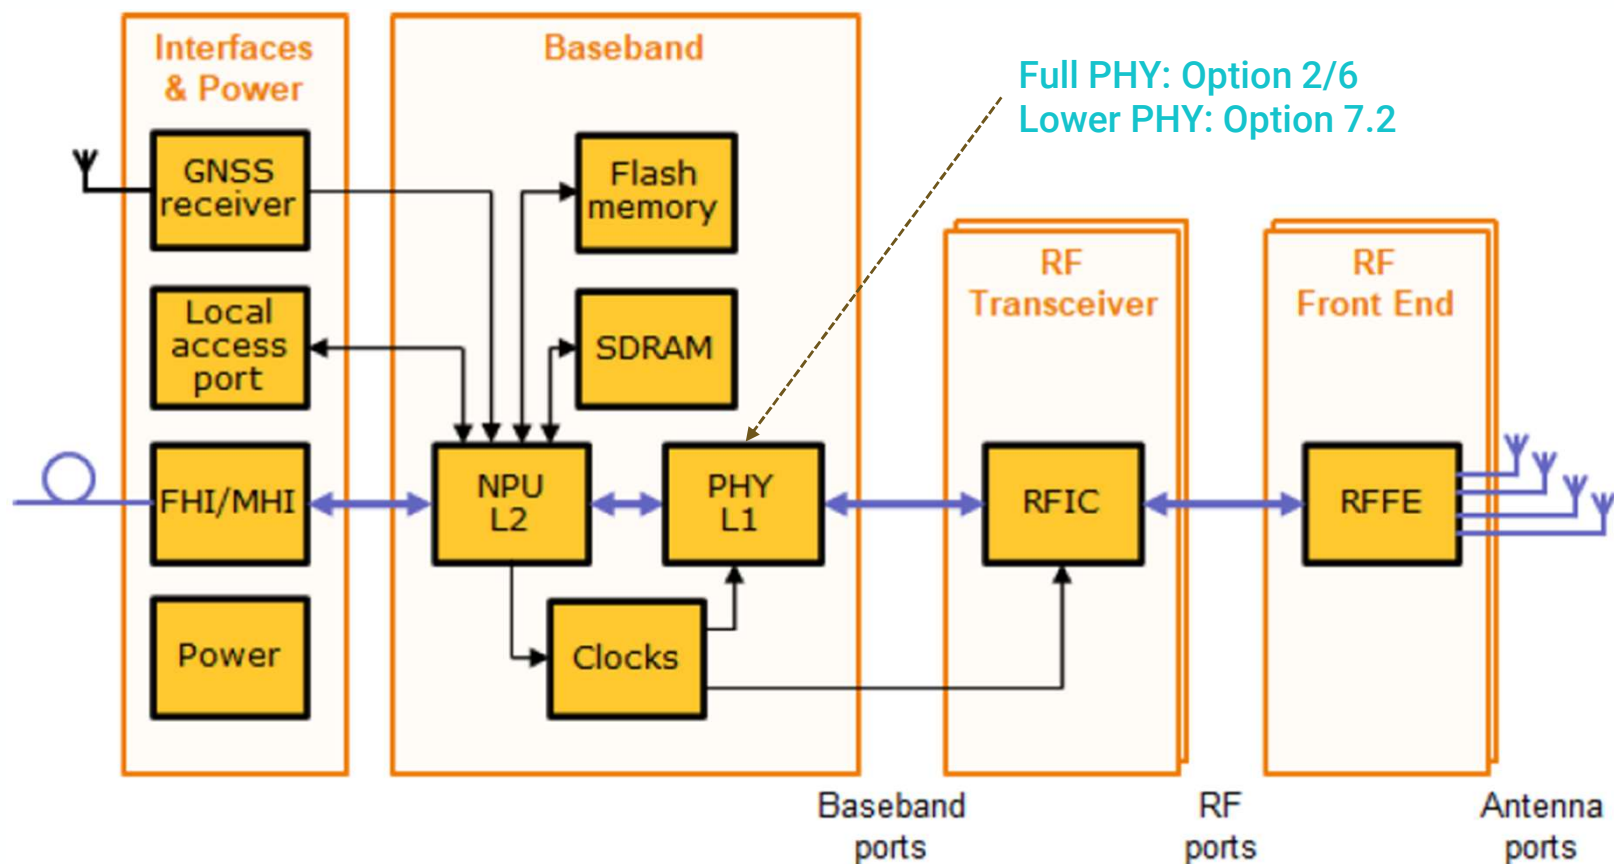 Interfaces
& Power
GNSS
receiver
Local
access
port
FHI/MHI
Power
Baseband
Flash
memory
SDRAM
NPU
L2
PHY
L1
Clocks
Full PHY: Option 2/6
Lower PHY: Option 7.2
RF
Transceiver
RFIC
RF
Front End
RFFE
Baseband
ports
RF
ports
Antenna
ports